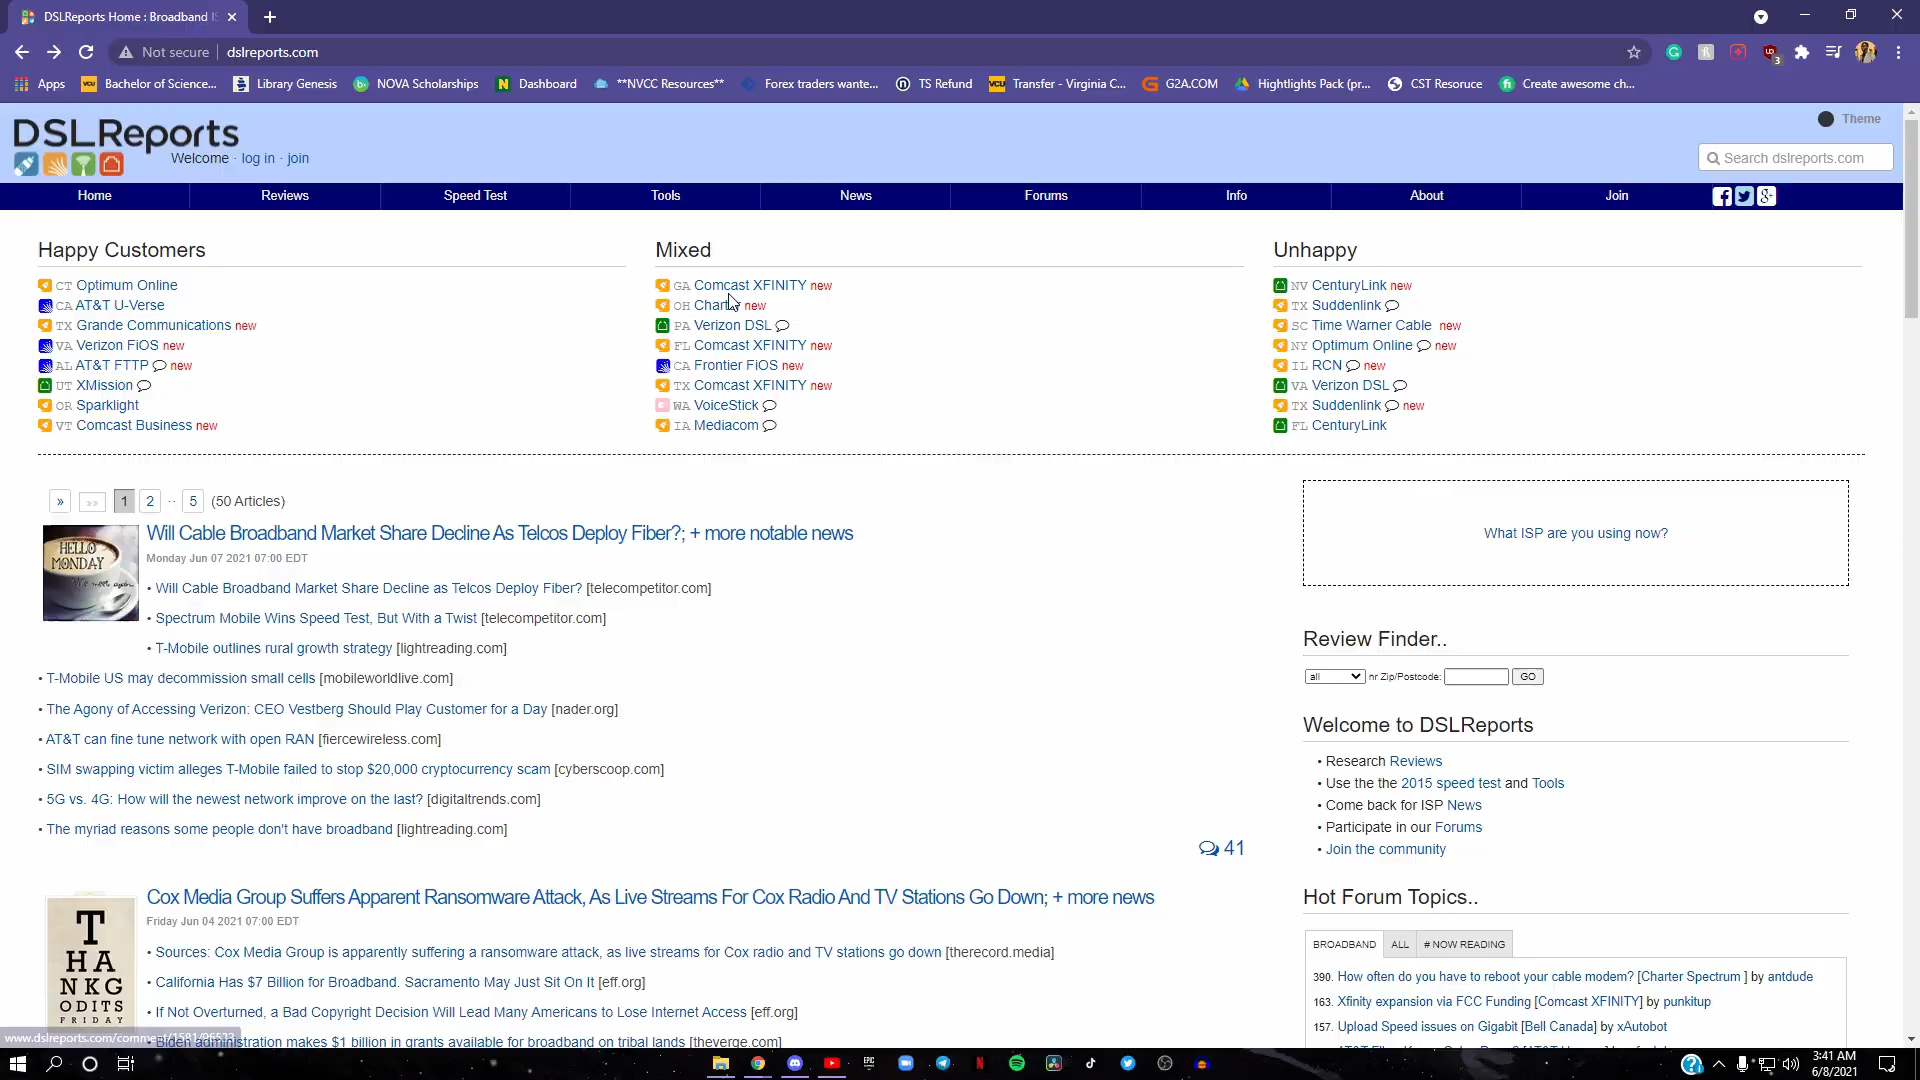 DSLReports Home : Broadband I
Not secure dslreports.com
3
Apps Bachelor of Science... Library Genesis NOVA Scholarships Dashboard **NVCC Resources** Forex traders wante... TS Refund Transfer - Virginia C... G2A.COM Hightlights Pack (pr... CST Resoruce Create awesome ch...
DSLReports
Welcome · log in · join
Theme
Search dslreports.com
Home Reviews Speed Test Tools News Forums Info About Join
Happy Customers
CT Optimum Online
CA AT&T U-Verse
TX Grande Communications new
VA Verizon FiOS new
AL AT&T FTTP new
UT XMission
OR Sparklight
VT Comcast Business new
Mixed
GA Comcast XFINITY new
OH Charter new
PA Verizon DSL
FL Comcast XFINITY new
CA Frontier FiOS new
TX Comcast XFINITY new
WA VoiceStick
IA Mediacom
Unhappy
NV CenturyLink new
TX Suddenlink
SC Time Warner Cable new
NY Optimum Online new
IL RCN new
VA Verizon DSL
TX Suddenlink new
FL CenturyLink
» »» 1 2 ·· 5 (50 Articles)
HELLO MONDAY
Will Cable Broadband Market Share Decline As Telcos Deploy Fiber?; + more notable news
Monday Jun 07 2021 07:00 EDT
• Will Cable Broadband Market Share Decline as Telcos Deploy Fiber? [telecompetitor.com]
• Spectrum Mobile Wins Speed Test, But With a Twist [telecompetitor.com]
• T-Mobile outlines rural growth strategy [lightreading.com]
• T-Mobile US may decommission small cells [mobileworldlive.com]
• The Agony of Accessing Verizon: CEO Vestberg Should Play Customer for a Day [nader.org]
• AT&T can fine tune network with open RAN [fiercewireless.com]
• SIM swapping victim alleges T-Mobile failed to stop $20,000 cryptocurrency scam [cyberscoop.com]
• 5G vs. 4G: How will the newest network improve on the last? [digitaltrends.com]
• The myriad reasons some people don't have broadband [lightreading.com]
41
T
HA
NKG
ODITS
FRIDAY
Cox Media Group Suffers Apparent Ransomware Attack, As Live Streams For Cox Radio And TV Stations Go Down; + more news
Friday Jun 04 2021 07:00 EDT
• Sources: Cox Media Group is apparently suffering a ransomware attack, as live streams for Cox radio and TV stations go down [therecord.media]
• California Has $7 Billion for Broadband. Sacramento May Just Sit On It [eff.org]
• If Not Overturned, a Bad Copyright Decision Will Lead Many Americans to Lose Internet Access [eff.org]
Biden administration makes $1 billion in grants available for broadband on tribal lands [theverge.com]
What ISP are you using now?
Review Finder..
all nr Zip/Postcode: GO
Welcome to DSLReports
• Research Reviews
• Use the the 2015 speed test and Tools
• Come back for ISP News
• Participate in our Forums
• Join the community
Hot Forum Topics..
BROADBAND ALL # NOW READING
390. How often do you have to reboot your cable modem? [Charter Spectrum ] by antdude
163. Xfinity expansion via FCC Funding [Comcast XFINITY] by punkitup
157. Upload Speed issues on Gigabit [Bell Canada] by xAutobot
EPIC
3:41 AM
6/8/2021